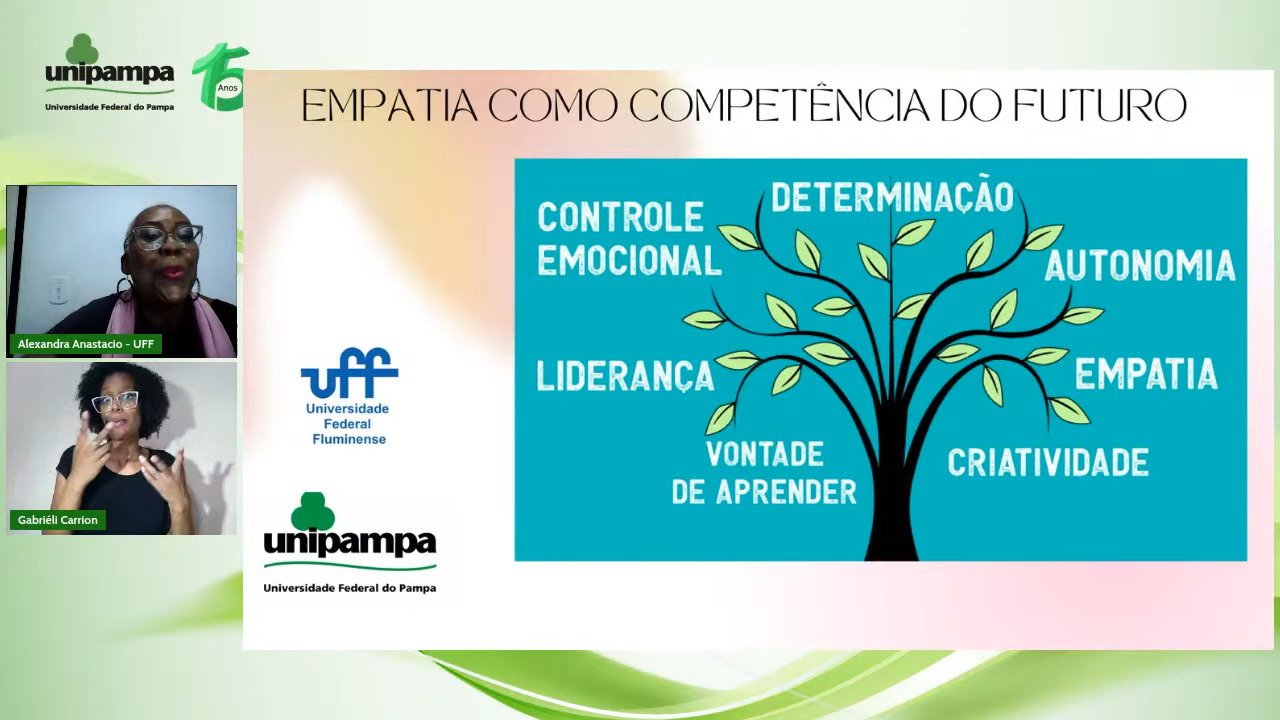 unipampa
Universidade Federal do Pampa
15
Anos
EMPATIA COMO COMPETÊNCIA DO FUTURO
CONTROLE
EMOCIONAL
DETERMINAÇÃO
AUTONOMIA
LIDERANÇA
EMPATIA
VONTADE
DE APRENDER
CRIATIVIDADE
Alexandra Anastacio - UFF
Gabriéli Carrion
uff
Universidade
Federal
Fluminense
unipampa
Universidade Federal do Pampa